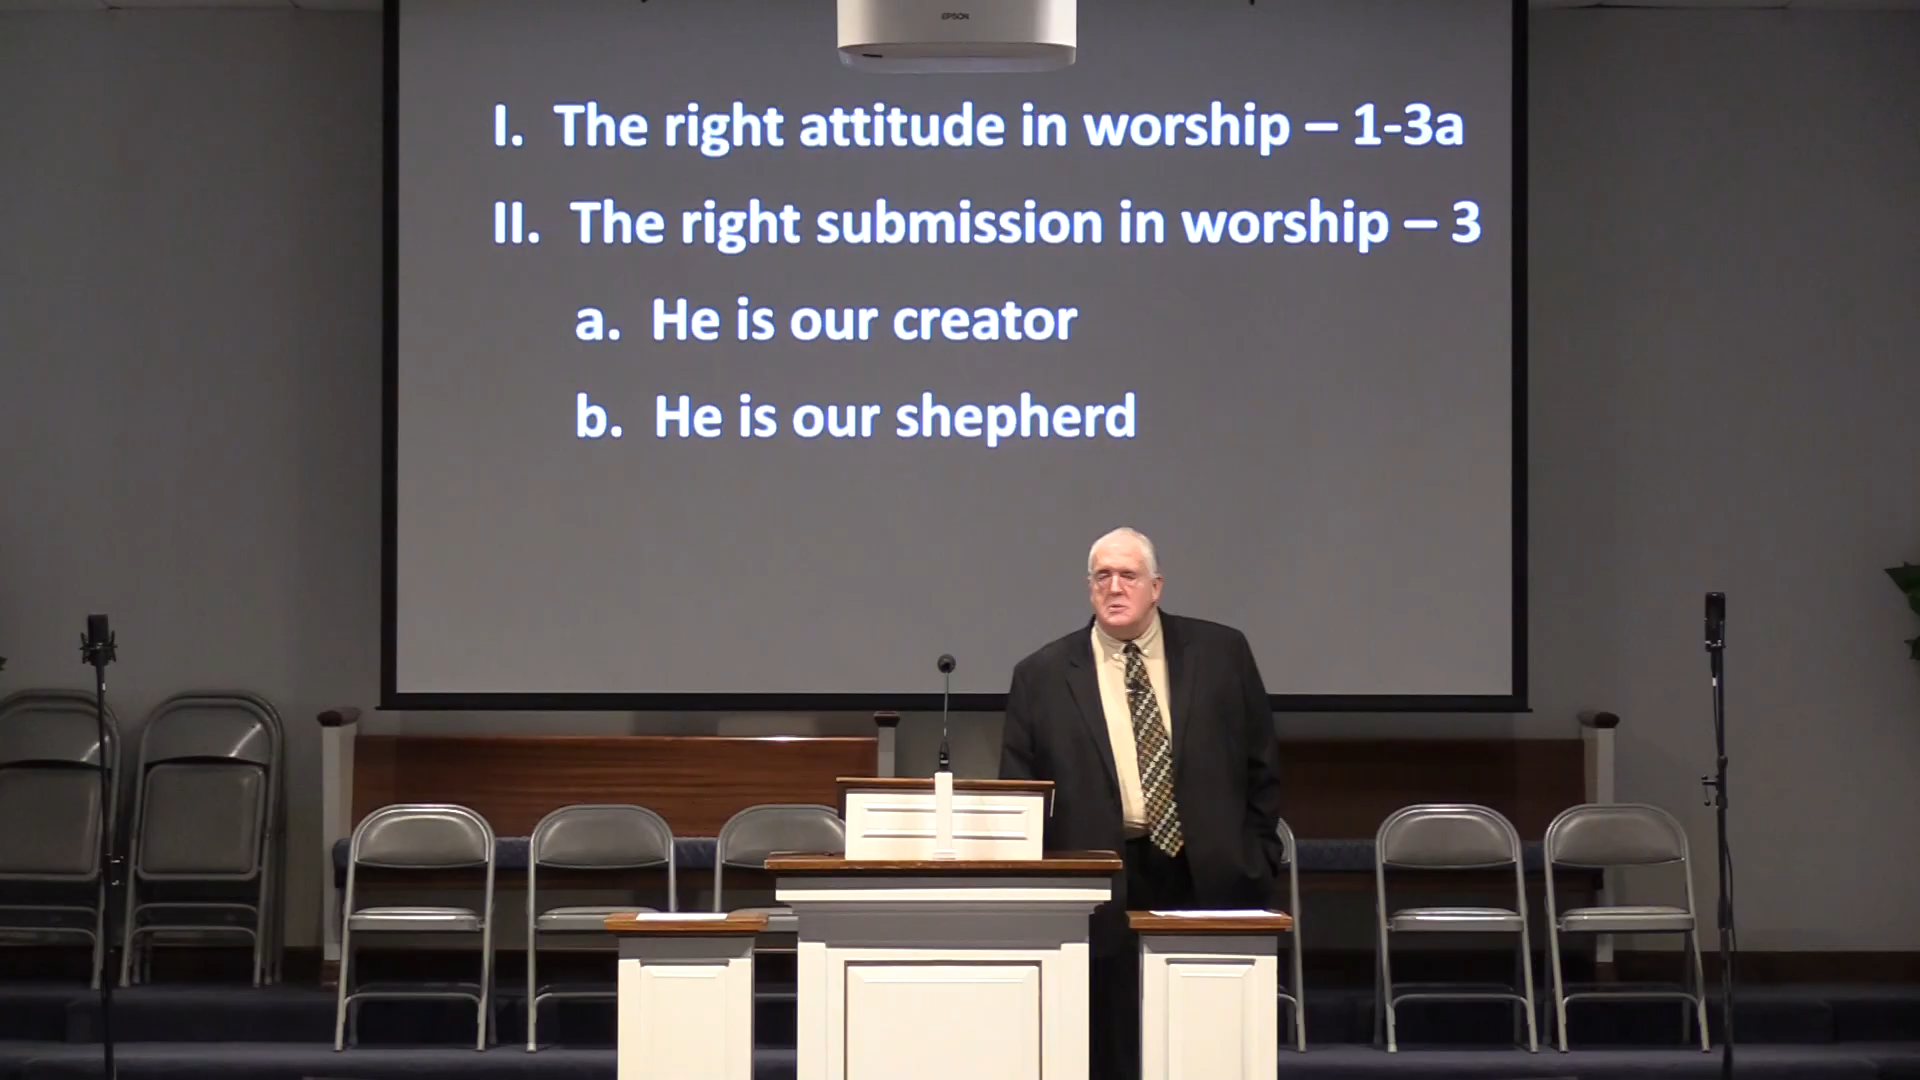 EPSON
I. The right attitude in worship – 1-3a
II. The right submission in worship – 3
a. He is our creator
b. He is our shepherd